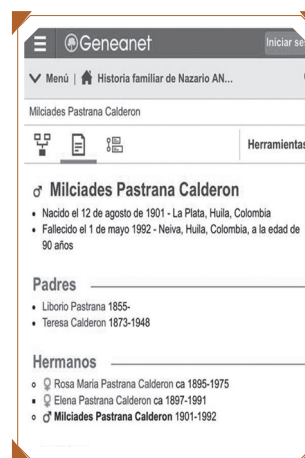 Geneanet
Iniciar se
Menú | Historia familiar de Nazario AN...
Milciades Pastrana Calderon
Herramientas
Milciades Pastrana Calderon
Nacido el 12 de agosto de 1901 - La Plata, Huila, Colombia
Fallecido el 1 de mayo 1992 - Neiva, Huila, Colombia, a la edad de
90 años
Padres
Liborio Pastrana 1855-
Teresa Calderon 1873-1948
Hermanos
Rosa Maria Pastrana Calderon ca 1895-1975
Elena Pastrana Calderon ca 1897-1991
Milciades Pastrana Calderon 1901-1992